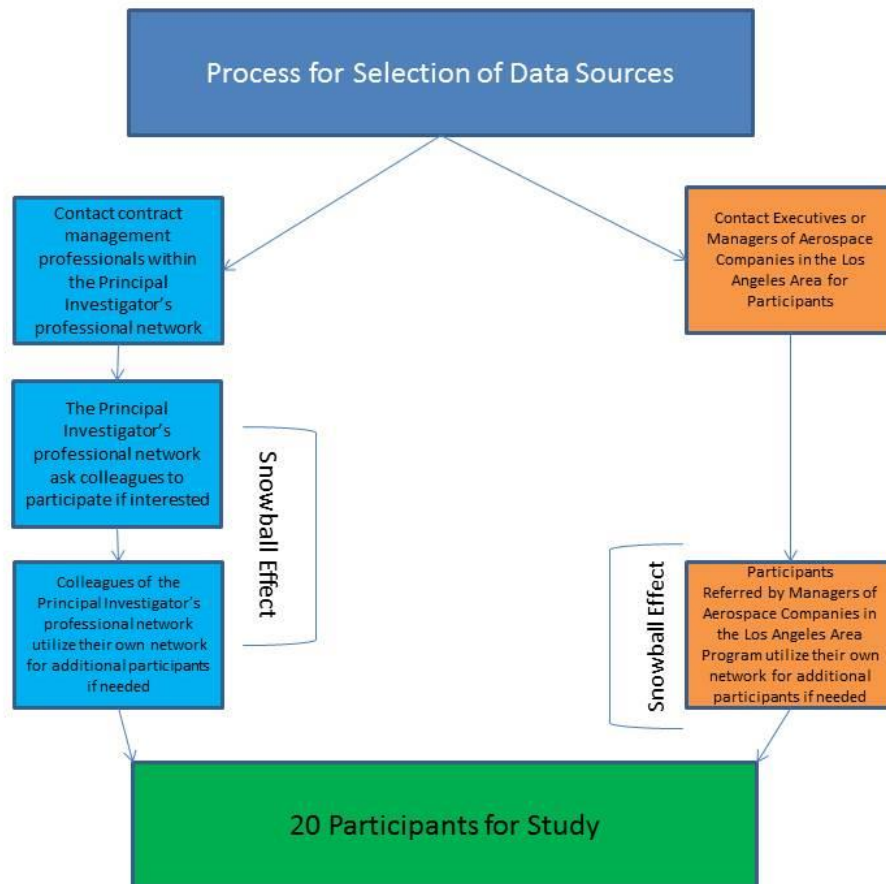 Process for Selection of Data Sources
Contact contract
management
professionals within
the Principal
Investigator's
professional network
Contact Executives or
Managers of Aerospace
Companies in the Los
Angeles Area for
Participants
The Principal
Investigator's
professional network
ask colleagues to
participate if interested
Snowball Effect
Colleagues of the
Principal Investigator's
professional network
utilize their own network
for additional participants
if needed
Snowball Effect
Participants
Referred by Managers of
Aerospace Companies in
the Los Angeles Area
Program utilize their own
network for additional
participants if needed
20 Participants for Study